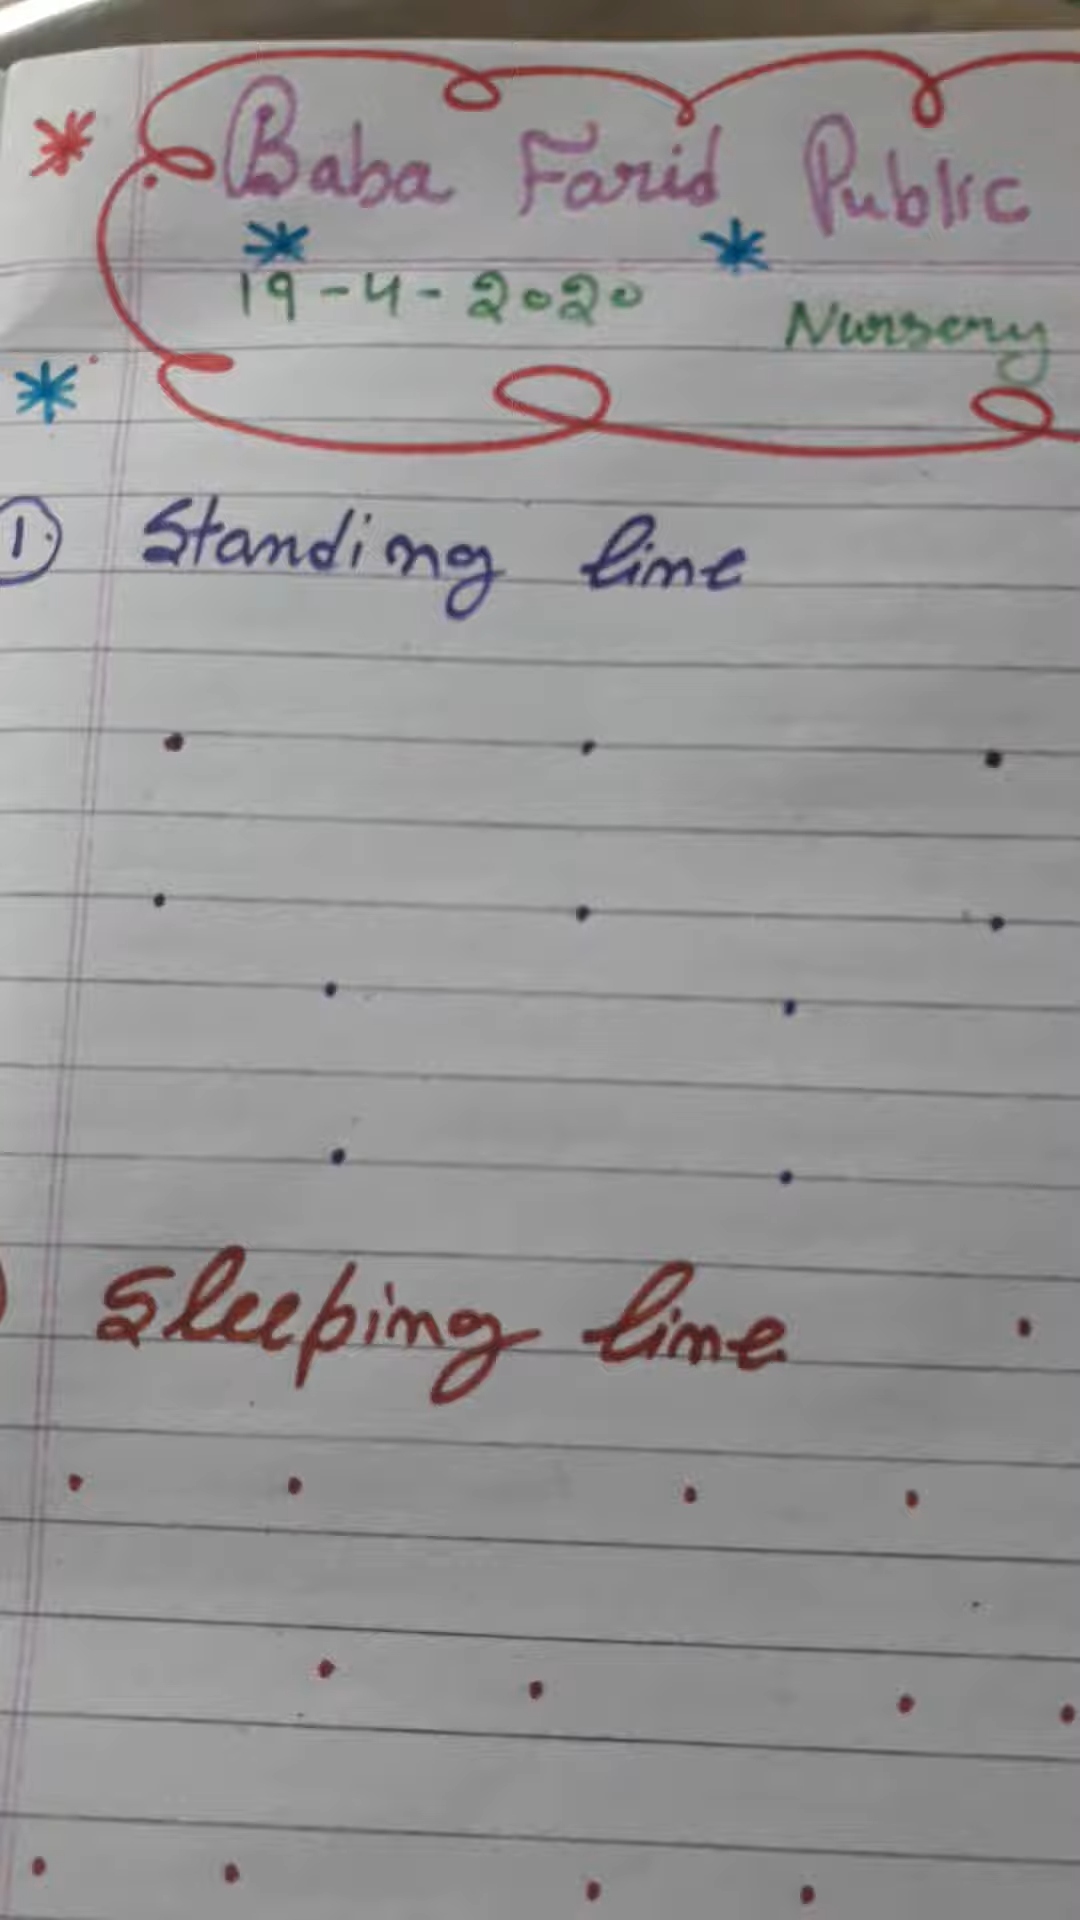 Baba Farid Public
19-4-2020 Nursery
1. Standing line
Sleeping line